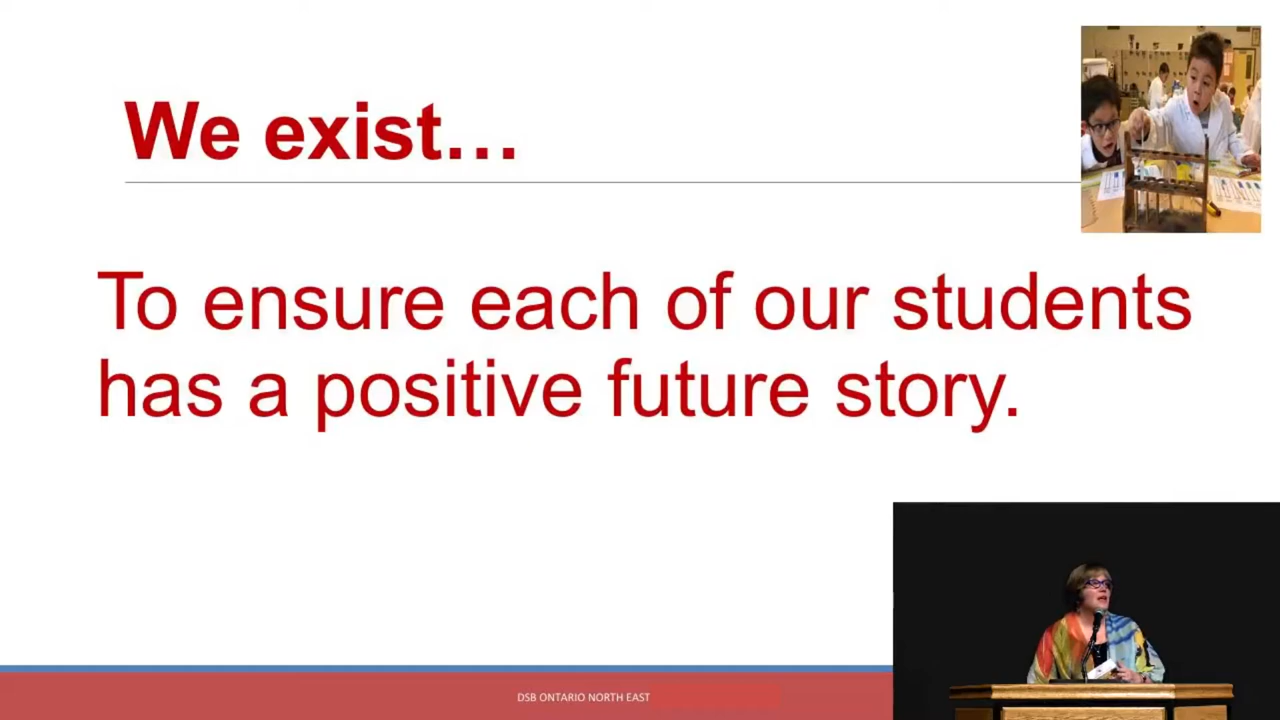 We exist…
To ensure each of our students
has a positive future story.
DSB ONTARIO NORTH EAST